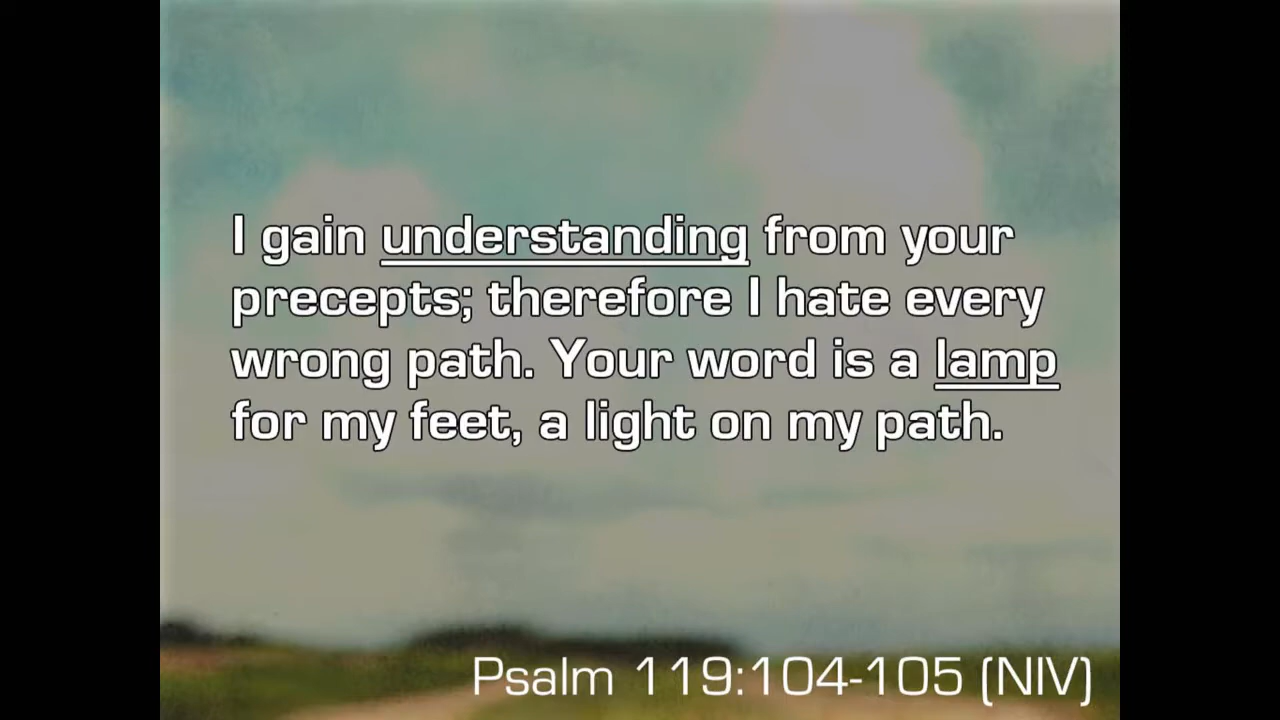 I gain understanding from your
precepts; therefore I hate every
wrong path. Your word is a lamp
for my feet, a light on my path.
Psalm 119:104-105 (NIV)